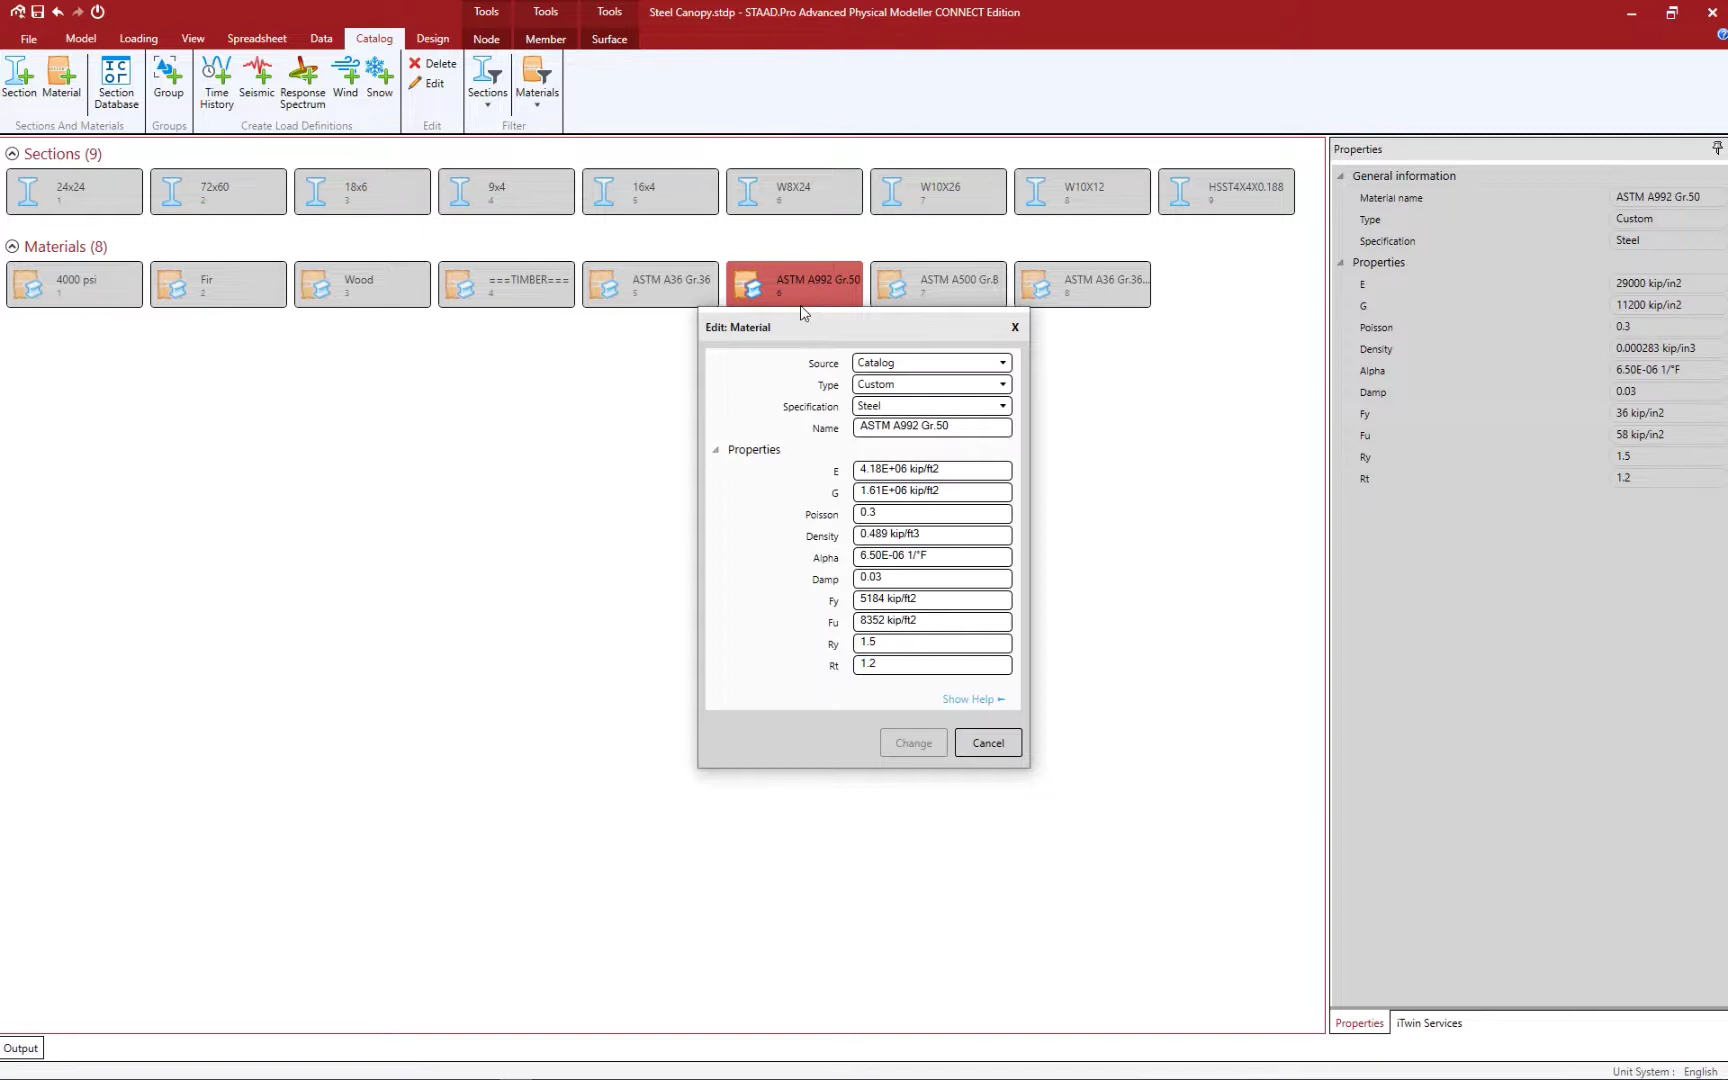 Tools Tools Tools Steel Canopy.stdp - STAAD.Pro Advanced Physical Modeller CONNECT Edition
File Model Loading View Spreadsheet Data Catalog Design Node Member Surface
Section Material Section Database Group Time History Seismic Response Spectrum Wind Snow Delete Edit Sections Materials
Sections And Materials Groups Create Load Definitions Edit Filter
Sections (9)
24x24 72x60 18x6 9x4 16x4 W8X24 W10X26 W10X12 HSST4X4X0.188
1 2 3 4 5 6 7 8 9
Materials (8)
4000 psi Fir Wood ===TIMBER=== ASTM A36 Gr.36 ASTM A992 Gr.50 ASTM A500 Gr.B ASTM A36 Gr.36...
1 2 3 4 5 6 7 8
Edit: Material X
Source Catalog
Type Custom
Specification Steel
Name ASTM A992 Gr.50
Properties
E 4.18E+06 kip/ft2
G 1.61E+06 kip/ft2
Poisson 0.3
Density 0.489 kip/ft3
Alpha 6.50E-06 1/°F
Damp 0.03
Fy 5184 kip/ft2
Fu 8352 kip/ft2
Ry 1.5
Rt 1.2
Show Help
Change Cancel
Properties
General information
Material name ASTM A992 Gr.50
Type Custom
Specification Steel
Properties
E 29000 kip/in2
G 11200 kip/in2
Poisson 0.3
Density 0.000283 kip/in3
Alpha 6.50E-06 1/°F
Damp 0.03
Fy 36 kip/in2
Fu 58 kip/in2
Ry 1.5
Rt 1.2
Properties iTwin Services
Output
Unit System : English